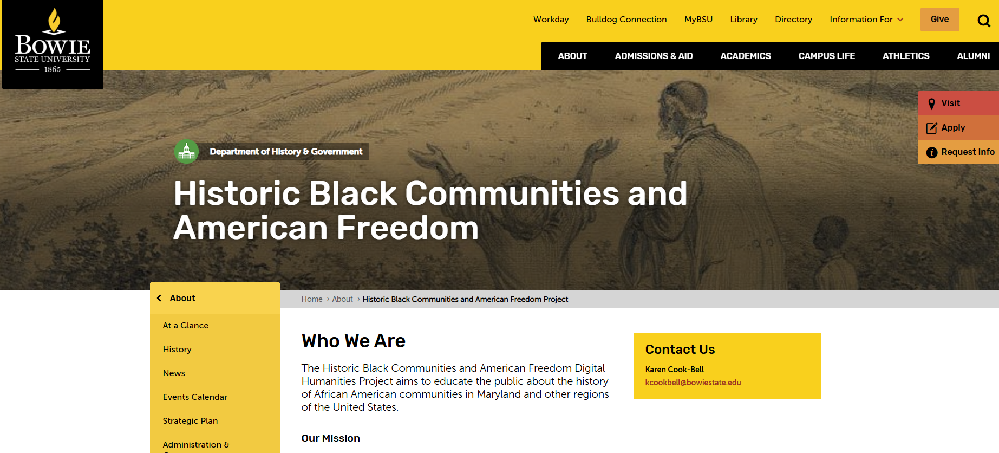 BOWIE
STATE UNIVERSITY
1865
Workday
Bulldog Connection
MyBSU
Library
Directory
Information For
Give
ABOUT
ADMISSIONS & AID
ACADEMICS
CAMPUS LIFE
ATHLETICS
ALUMNI
Visit
Apply
Request Info
Department of History & Government
Historic Black Communities and
American Freedom
About
At a Glance
History
News
Events Calendar
Strategic Plan
Administration &
Home › About › Historic Black Communities and American Freedom Project
Who We Are
The Historic Black Communities and American Freedom Digital
Humanities Project aims to educate the public about the history
of African American communities in Maryland and other regions
of the United States.
Our Mission
Contact Us
Karen Cook-Bell
kcookbell@bowiestate.edu